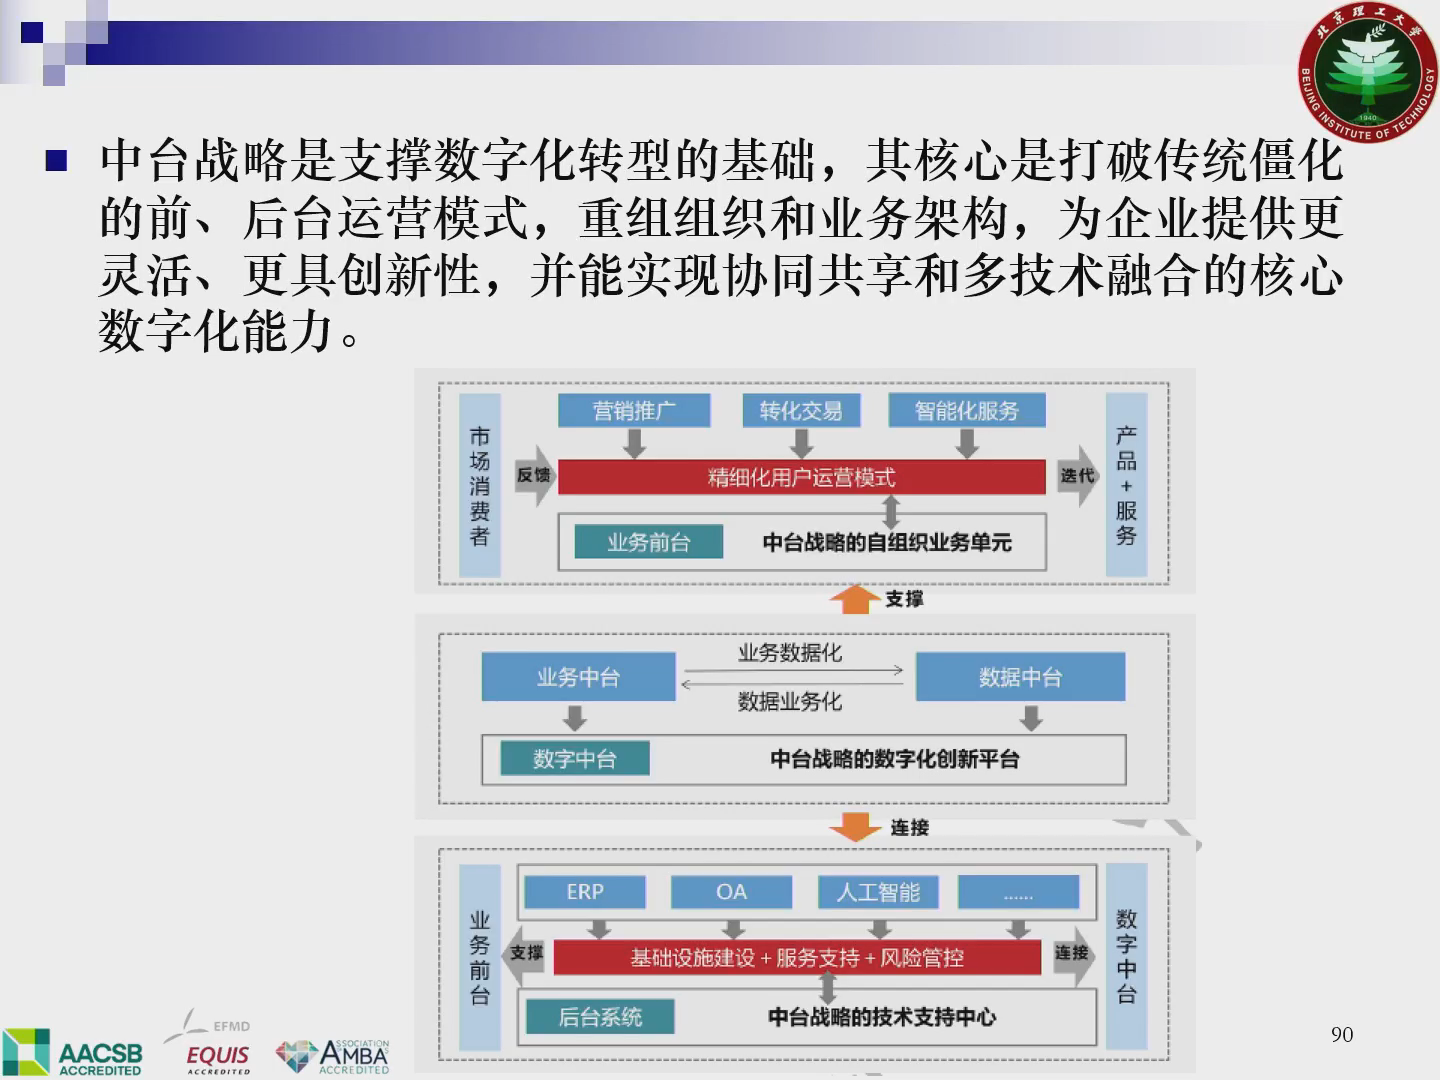 北京理工大学
BEIJING INSTITUTE OF TECHNOLOGY
1940
中台战略是支撑数字化转型的基础，其核心是打破传统僵化
的前、后台运营模式，重组组织和业务架构，为企业提供更
灵活、更具创新性，并能实现协同共享和多技术融合的核心
数字化能力。
营销推广 转化交易 智能化服务
市场消费者
反馈
精细化用户运营模式
迭代
产品+服务
业务前台 中台战略的自组织业务单元
支撑
业务中台
业务数据化
数据业务化
数据中台
数字中台 中台战略的数字化创新平台
连接
ERP OA 人工智能 ......
业务前台
支撑
基础设施建设+服务支持+风险管控
连接
数字中台
后台系统 中台战略的技术支持中心
AACSB
ACCREDITED
EFMD
EQUIS
ACCREDITED
ASSOCIATION
AMBAS
ACCREDITED
90